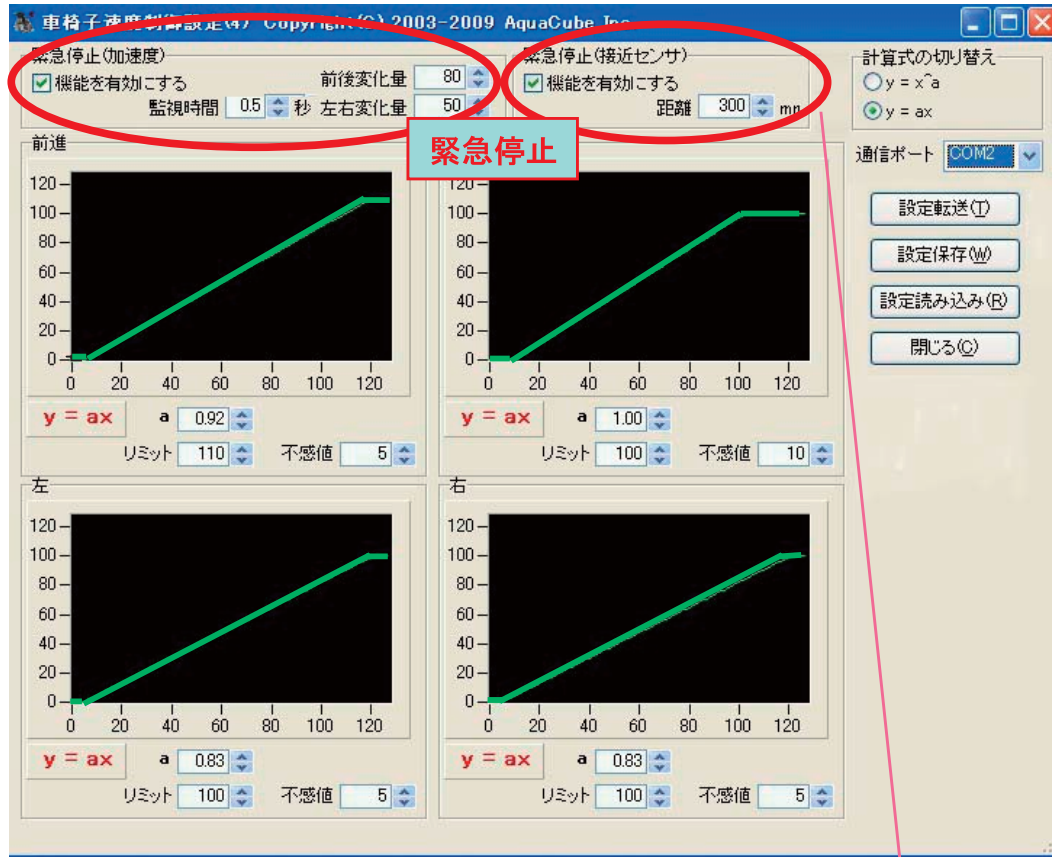 車椅子速度制御設定(4) Copyright(C) 2003-2009 AquaCube Inc
緊急停止(加速度)
機能を有効にする
前後変化量 80
監視時間 0.5 秒 左右変化量 50
緊急停止(接近センサ)
機能を有効にする
距離 300 mm
計算式の切り替え
y = x^a
y = ax
緊急停止
通信ポート COM2
設定転送(T)
設定保存(W)
設定読み込み(R)
閉じる(C)
前進
120
100
80
60
40
20
0
0 20 40 60 80 100 120
y = ax a 0.92
リミット 110 不感値 5
120
100
80
60
40
20
0
0 20 40 60 80 100 120
y = ax a 1.00
リミット 100 不感値 10
左
120
100
80
60
40
20
0
0 20 40 60 80 100 120
y = ax a 0.83
リミット 100 不感値 5
右
120
100
80
60
40
20
0
0 20 40 60 80 100 120
y = ax a 0.83
リミット 100 不感値 5